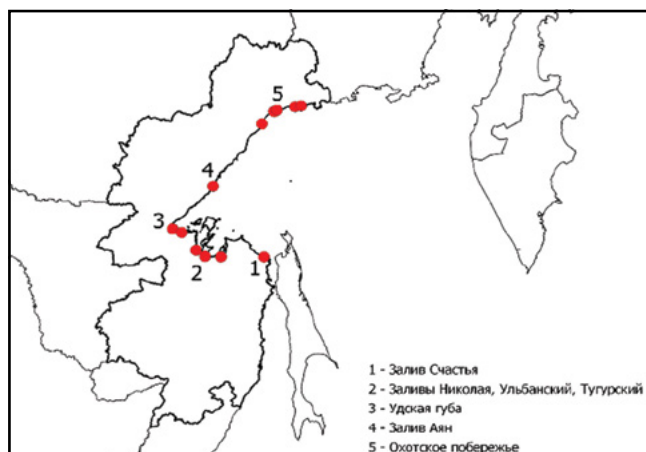 5
4
3
2
1
1 - Залив Счастья
2 - Заливы Николая, Ульбанский, Тугурский
3 - Удская губа
4 - Залив Аян
5 - Охотское побережье